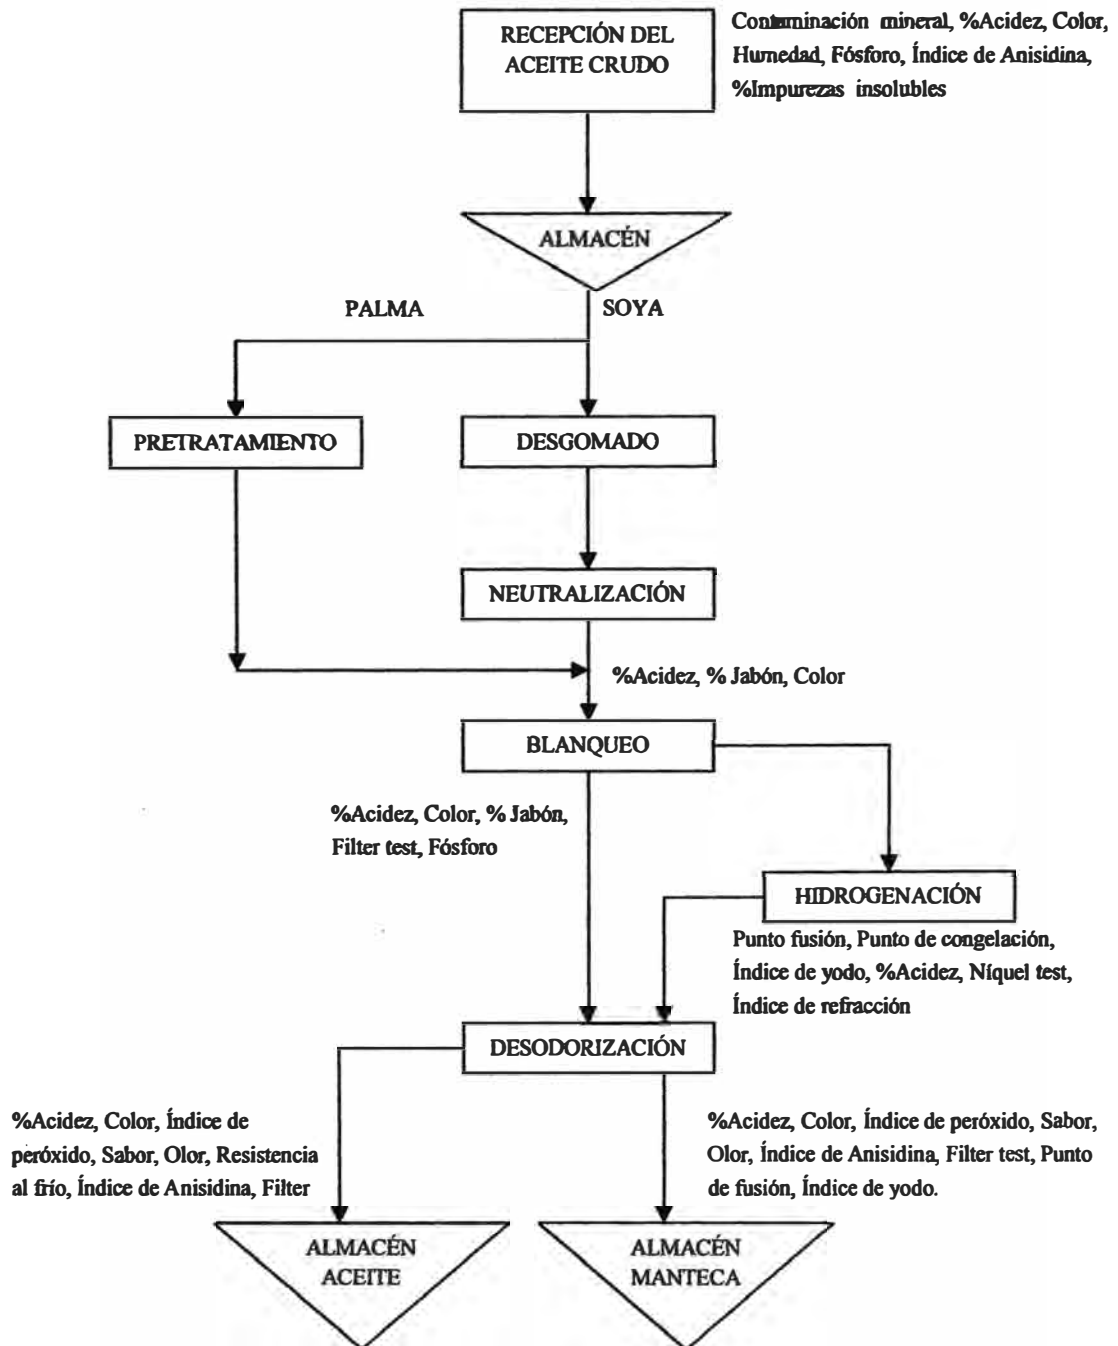 RECEPCIÓN DEL
ACEITE CRUDO
Contaminación mineral, %Acidez, Color,
Humedad, Fósforo, Índice de Anisidina,
%Impurezas insolubles
ALMACÉN
PALMA
SOYA
PRETRATAMIENTO
DESGOMADO
NEUTRALIZACIÓN
%Acidez, % Jabón, Color
BLANQUEO
%Acidez, Color, % Jabón,
Filter test, Fósforo
HIDROGENACIÓN
Punto fusión, Punto de congelación,
Índice de yodo, %Acidez, Níquel test,
Índice de refracción
DESODORIZACIÓN
%Acidez, Color, Índice de
peróxido, Sabor, Olor, Resistencia
al frío, Índice de Anisidina, Filter
%Acidez, Color, Índice de peróxido, Sabor,
Olor, Índice de Anisidina, Filter test, Punto
de fusión, Índice de yodo.
ALMACÉN
ACEITE
ALMACÉN
MANTECA